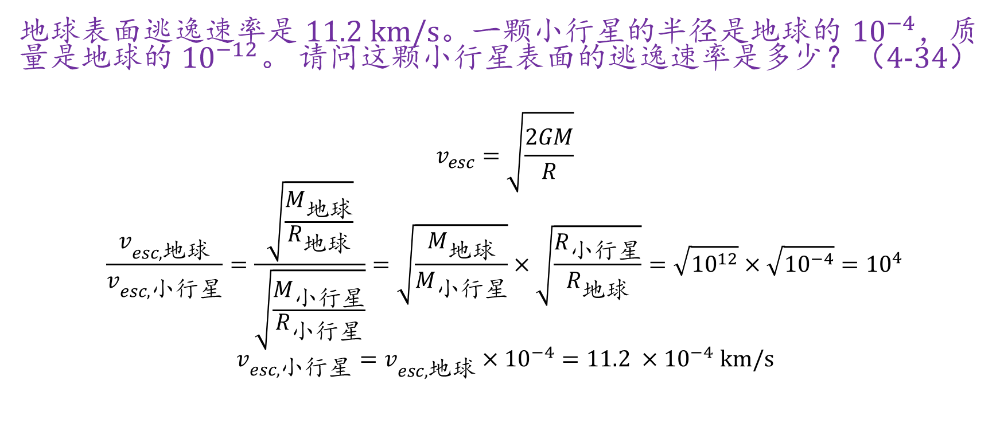 地球表面逃逸速率是 11.2 km/s。一颗小行星的半径是地球的 10⁻⁴，质
量是地球的 10⁻¹²。 请问这颗小行星表面的逃逸速率是多少? （4-34）
v_{esc} = \sqrt{\frac{2GM}{R}}
\frac{v_{esc,地球}}{v_{esc,小行星}} = \frac{\sqrt{\frac{M_{地球}}{R_{地球}}}}{\sqrt{\frac{M_{小行星}}{R_{小行星}}}} = \sqrt{\frac{M_{地球}}{M_{小行星}}} × \sqrt{\frac{R_{小行星}}{R_{地球}}} = \sqrt{10^{12}} × \sqrt{10^{-4}} = 10^{4}
v_{esc,小行星} = v_{esc,地球} × 10^{-4} = 11.2 × 10^{-4} km/s